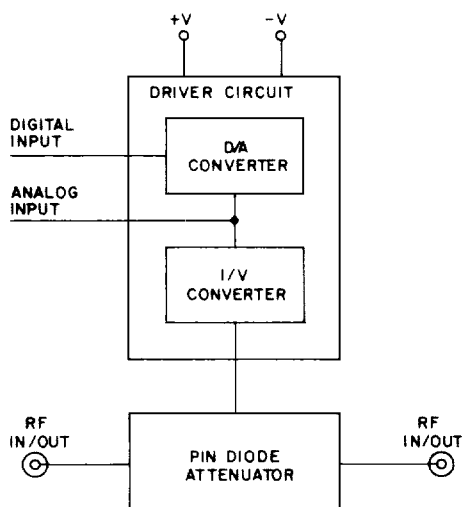 +V
-V
DRIVER CIRCUIT
DIGITAL
INPUT
D/A
CONVERTER
ANALOG
INPUT
I/V
CONVERTER
RF
IN/OUT
PIN DIODE
ATTENUATOR
RF
IN/OUT